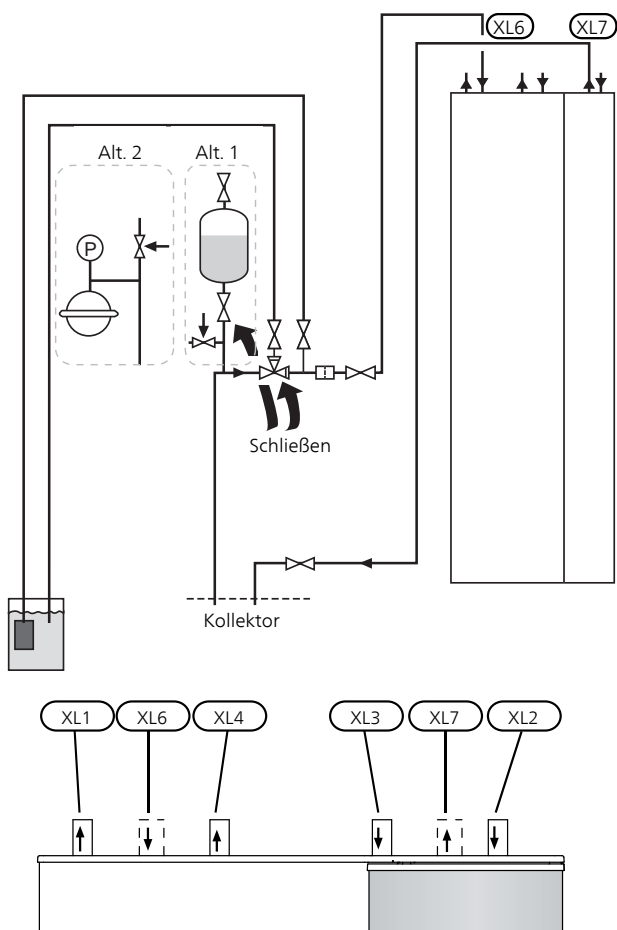 XL6 XL7
Alt. 2 Alt. 1
P
Schließen
Kollektor
XL1 XL6 XL4 XL3 XL7 XL2